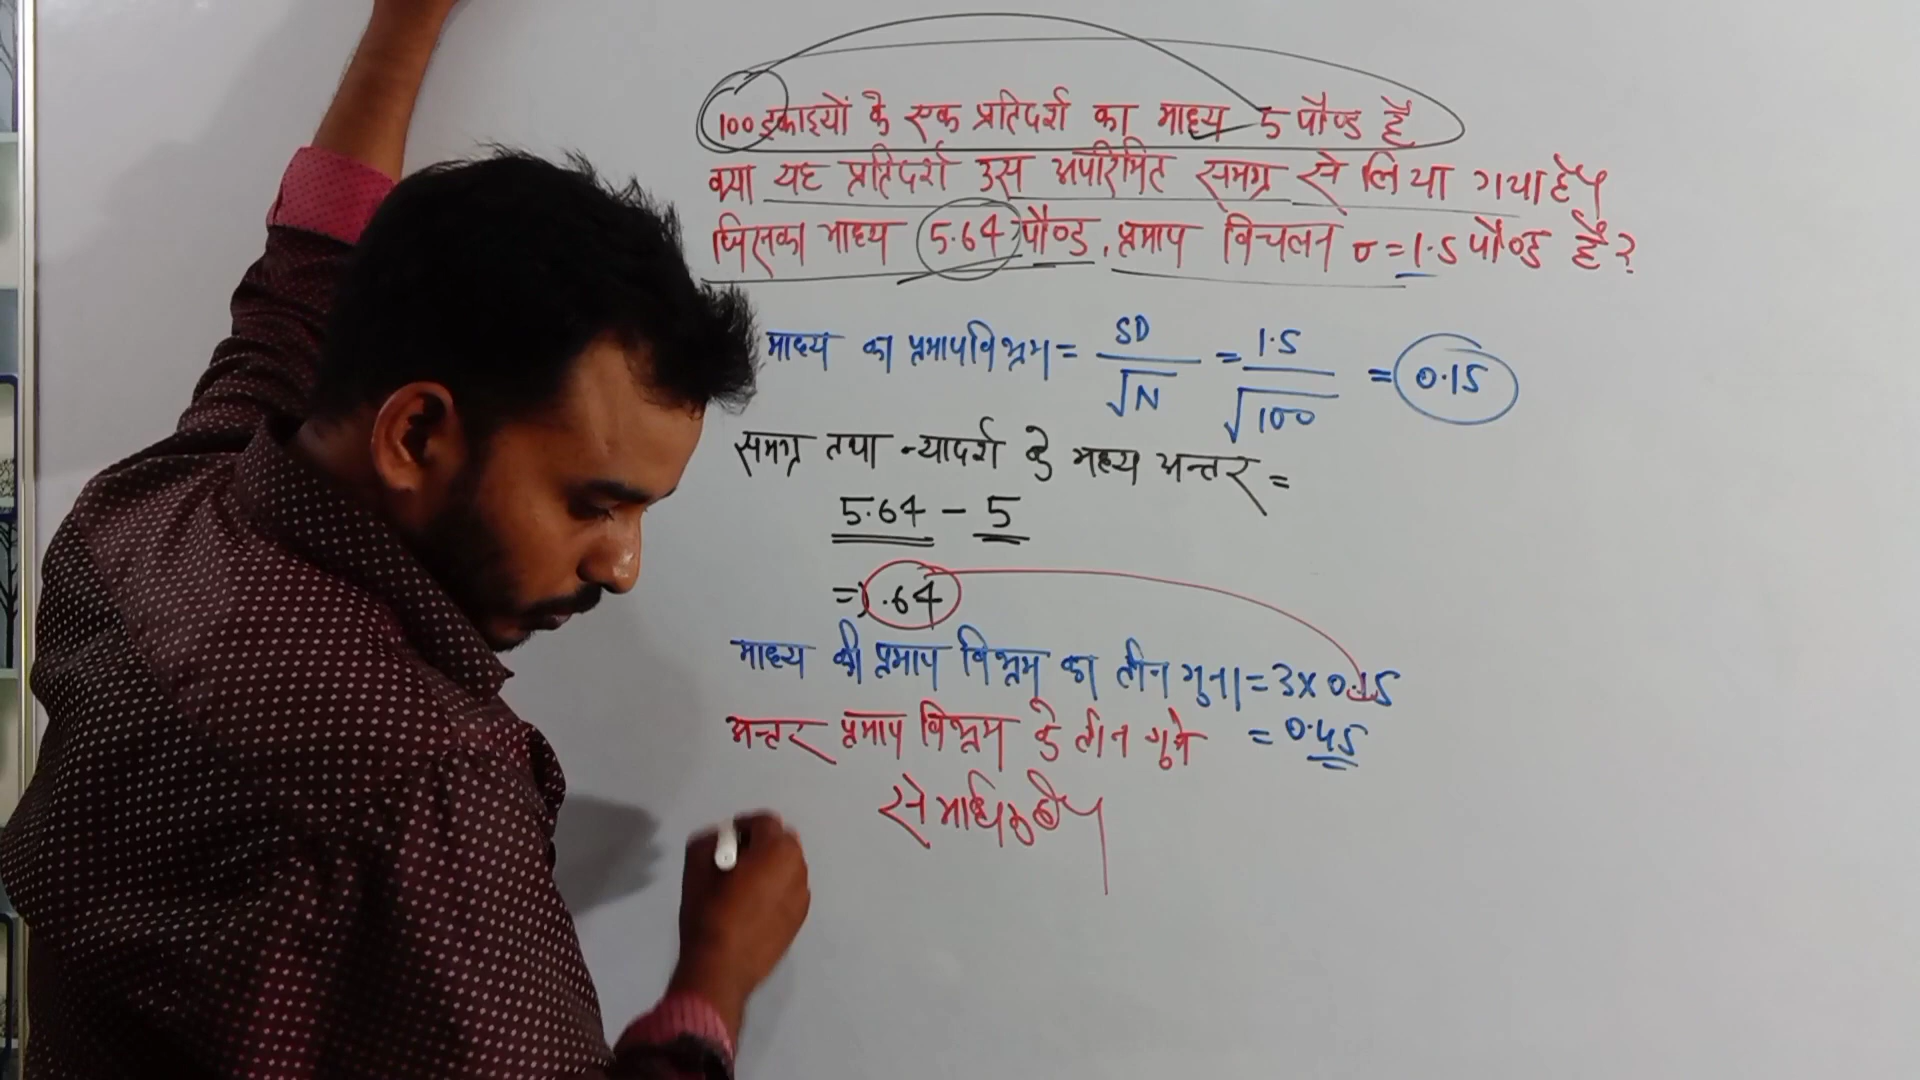 100 इकाइयों के एक प्रतिदर्श का माध्य 5 पौण्ड है
क्या यह प्रतिदर्श उस अपरिमित समग्र से लिया गया है
जिसका माध्य 5.64 पौण्ड, प्रमाप विचलन σ = 1.5 पौण्ड है ?
माध्य का प्रमाप विभ्रम = SD / √N = 1.5 / √100 = 0.15
समग्र तथा न्यादर्श के मध्य अन्तर =
5.64 - 5
=) .64
माध्य की प्रमाप विभ्रम का तीन गुना = 3 x 0.15
अन्तर प्रमाप विभ्रम के तीन गुने = 0.45
से अधिक है